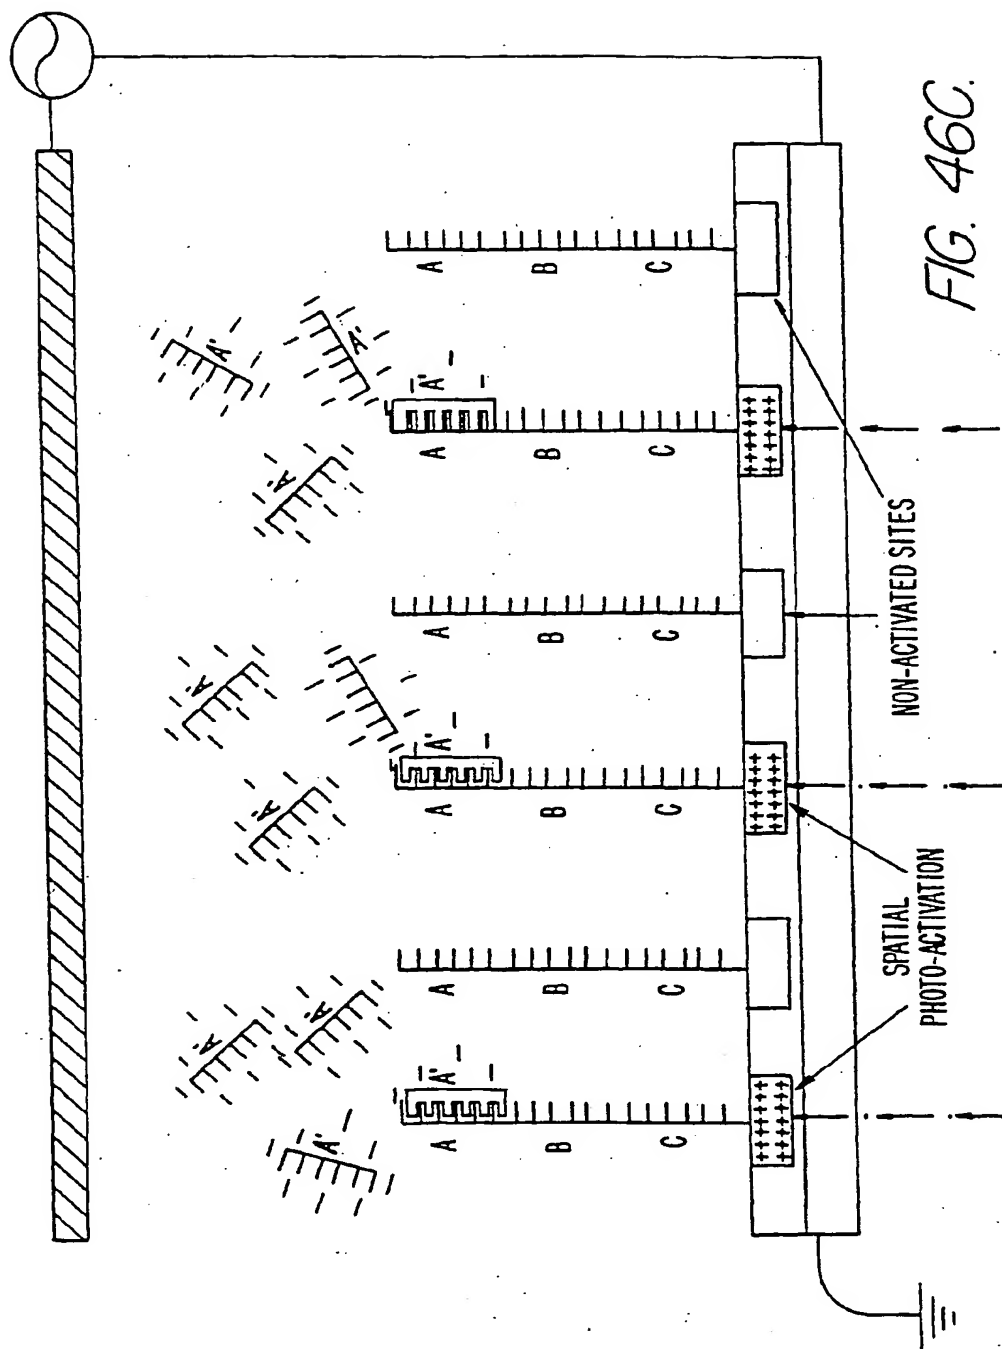 A'
A'
A'
A'
A'
A'
A'
A'
A A' A A A' A A A' A
B B B B B B
C C C C C C
SPATIAL
PHOTO-ACTIVATION
NON-ACTIVATED SITES
FIG. 46C.